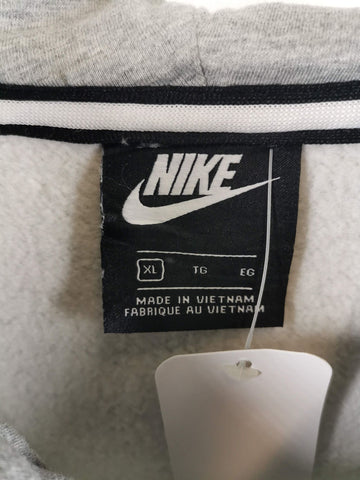 NIKE
XL TG EG
MADE IN VIETNAM
FABRIQUE AU VIETNAM